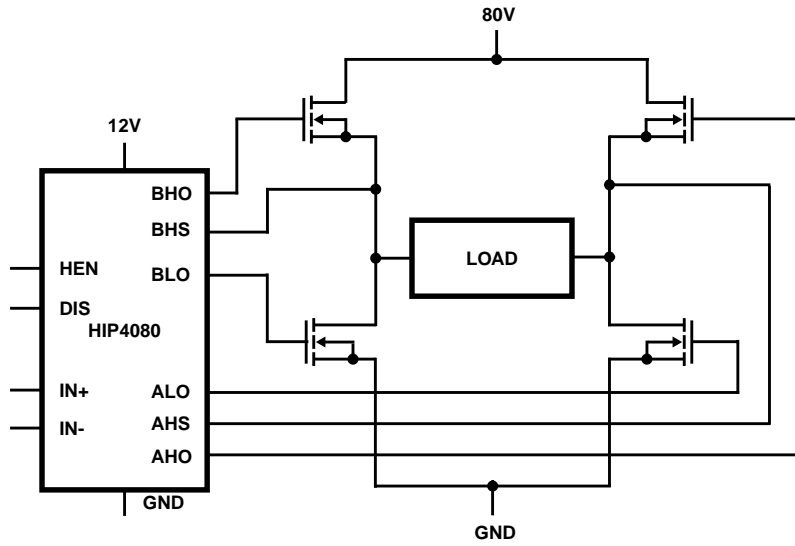 80V
12V
BHO
BHS
HEN
BLO
LOAD
DIS
HIP4080
IN+
ALO
IN-
AHS
AHO
GND
GND